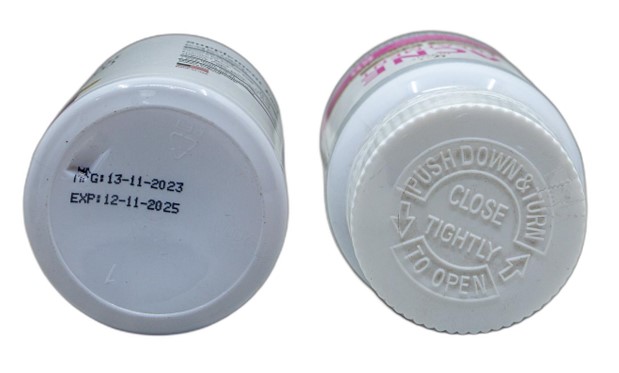 MFG:13-11-2023
EXP:12-11-2025
PUSH DOWN & TURN
CLOSE
TIGHTLY
TO OPEN